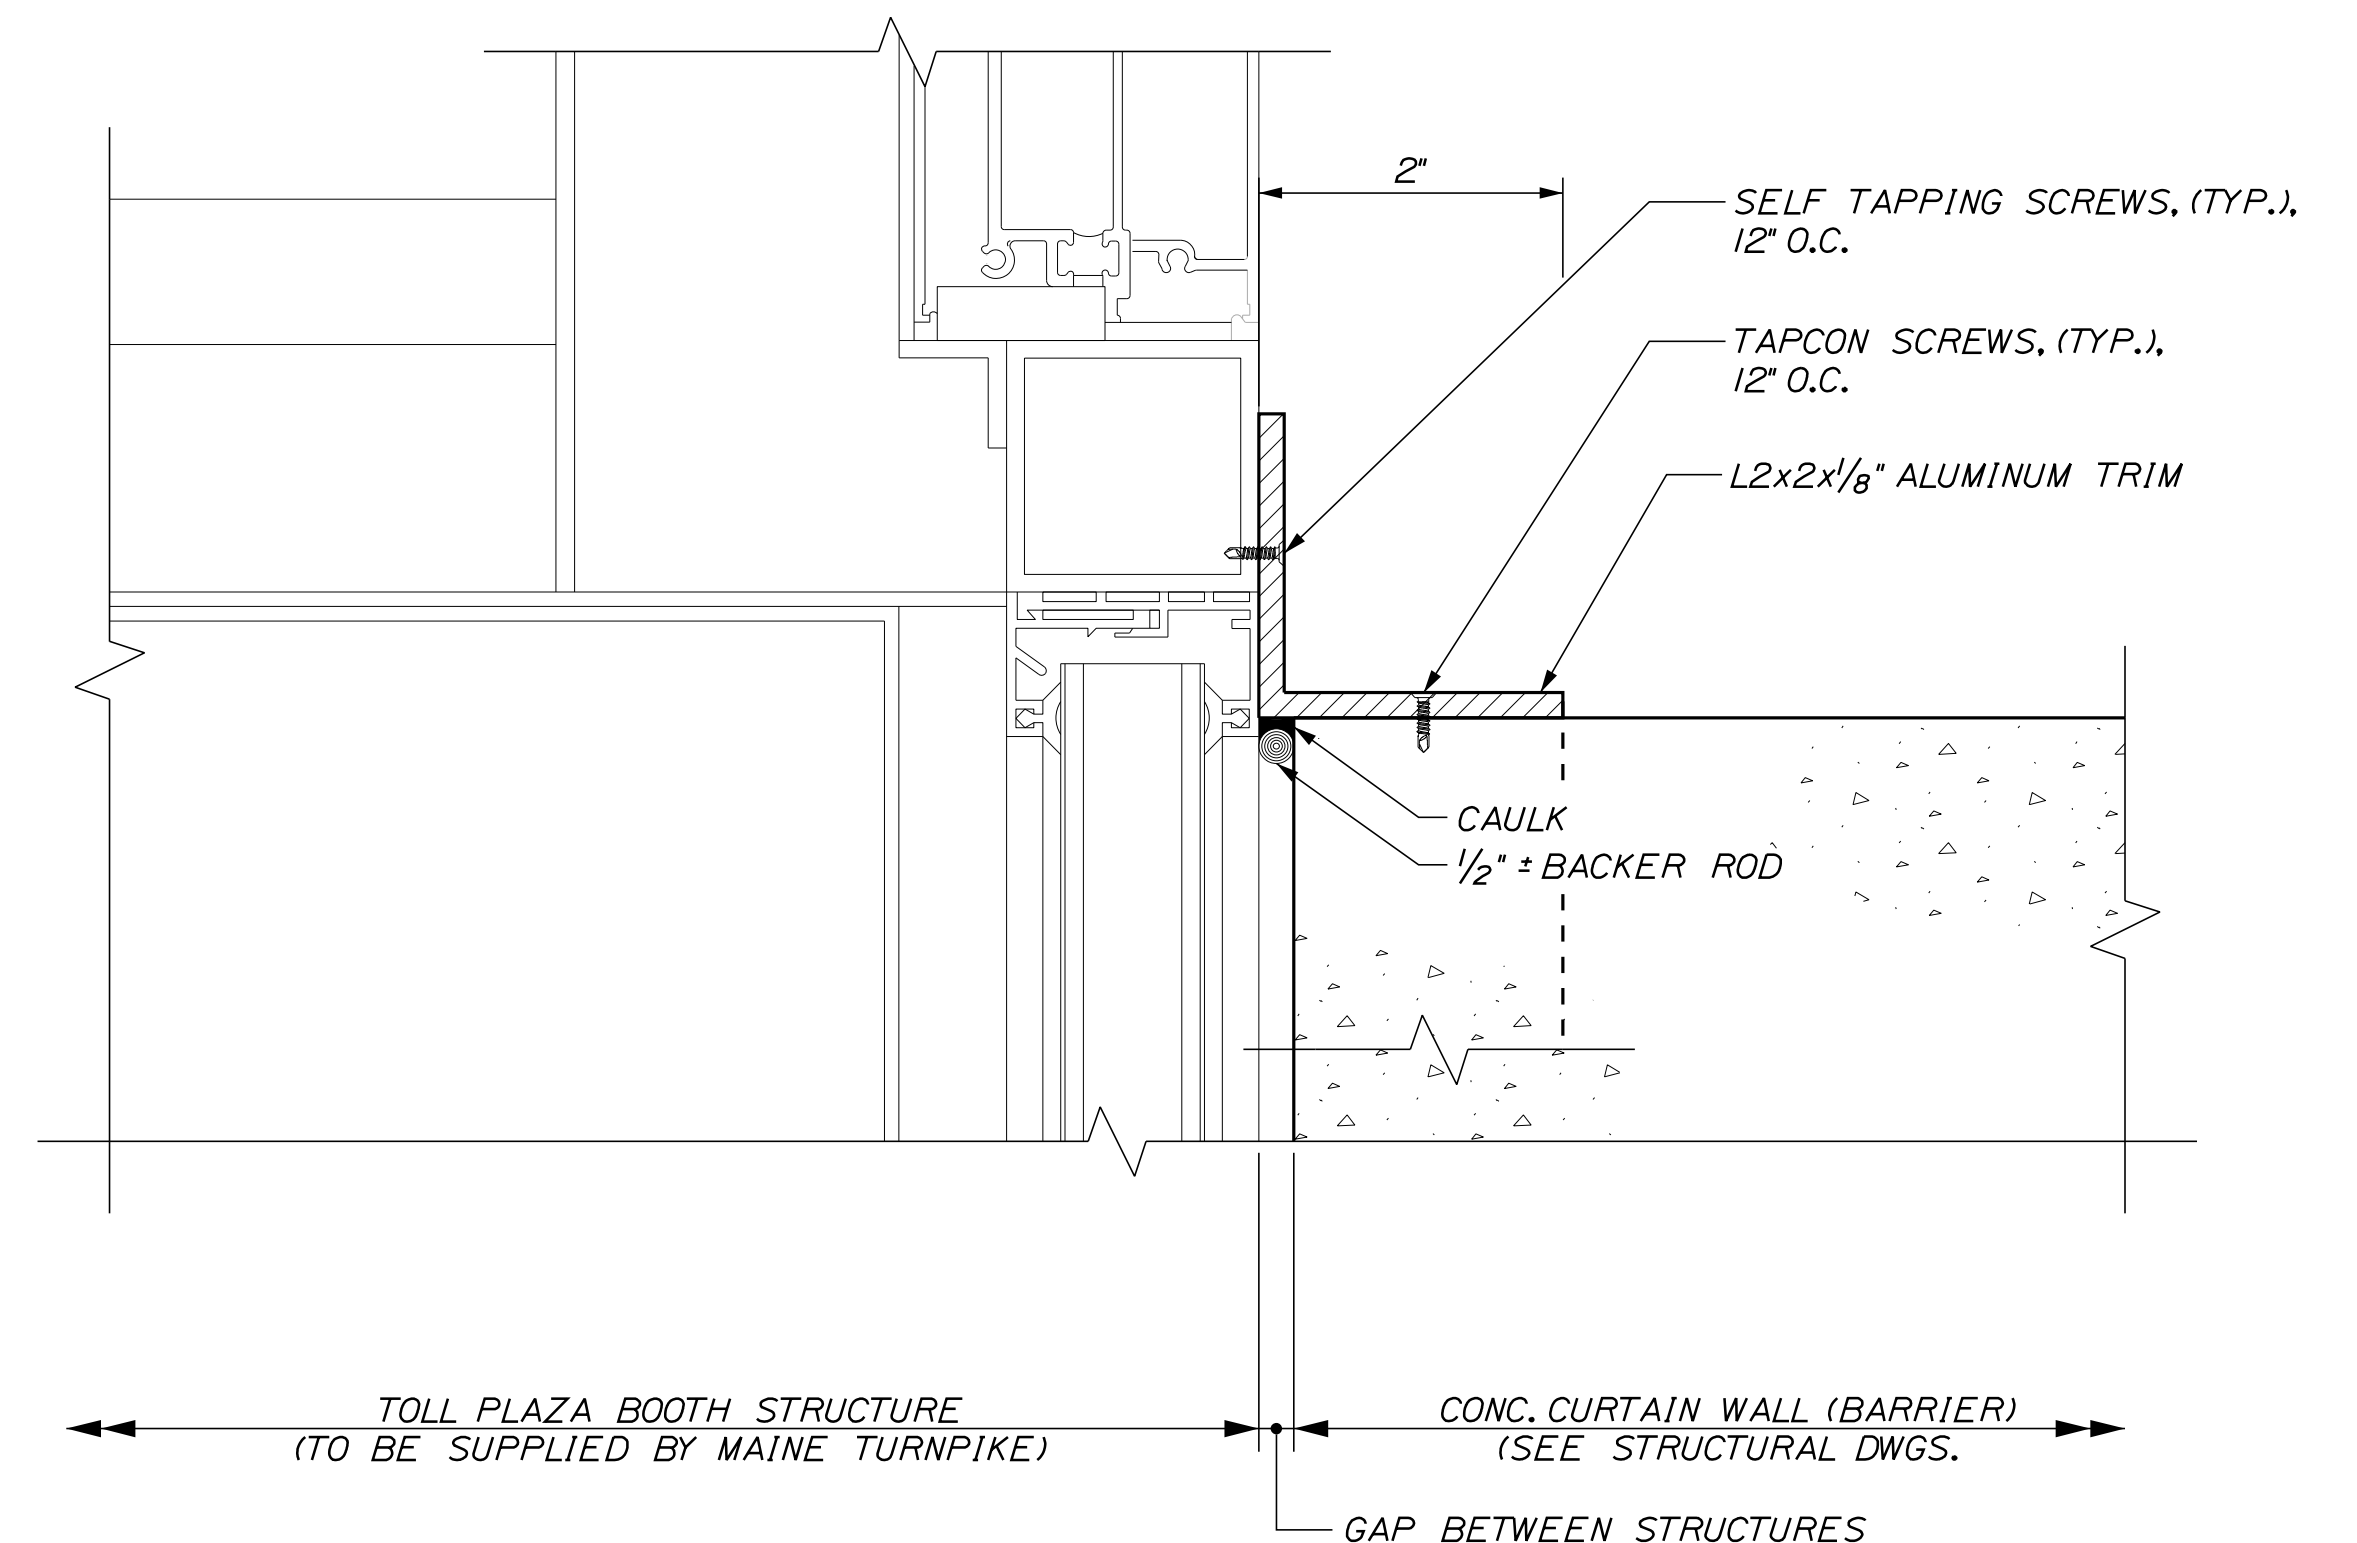 2"
SELF TAPPING SCREWS, (TYP.),
12" O.C.
TAPCON SCREWS, (TYP.),
12" O.C.
L2x2x1/8" ALUMINUM TRIM
CAULK
1/2" ± BACKER ROD
TOLL PLAZA BOOTH STRUCTURE
(TO BE SUPPLIED BY MAINE TURNPIKE)
CONC. CURTAIN WALL (BARRIER)
(SEE STRUCTURAL DWGS.
GAP BETWEEN STRUCTURES